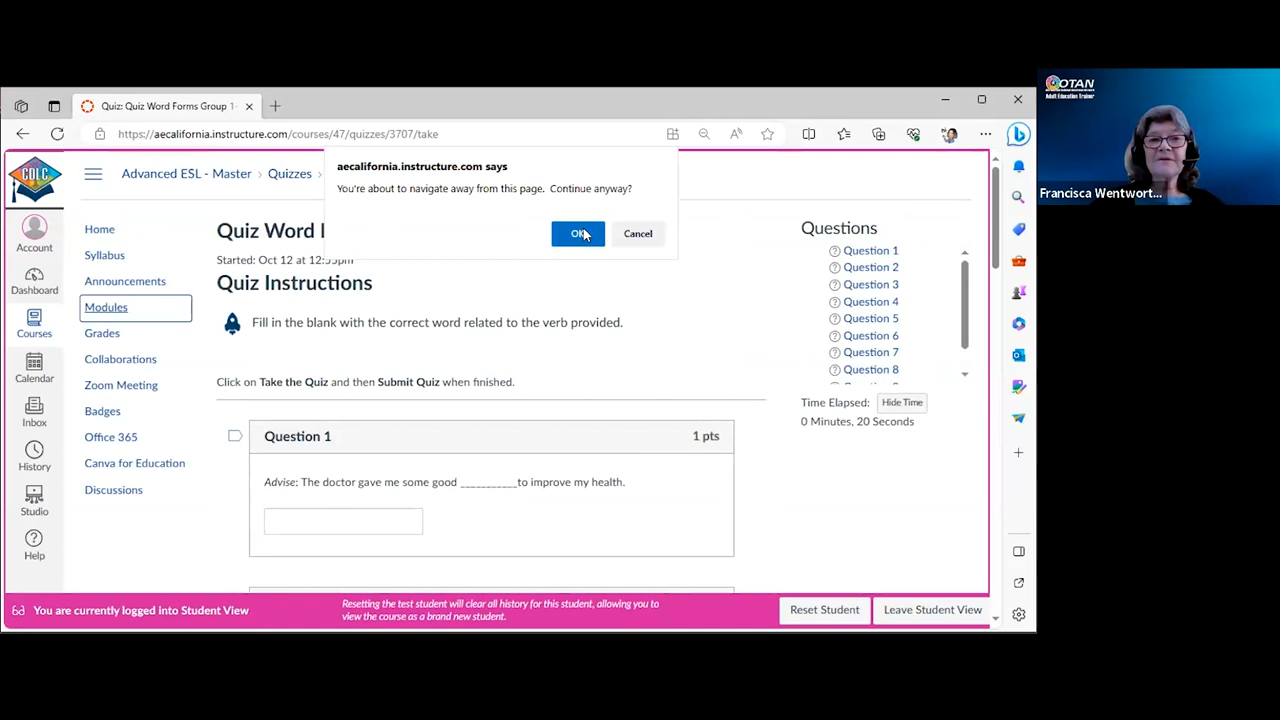 Quiz: Quiz Word Forms Group 1
https://aecalifornia.instructure.com/courses/47/quizzes/3707/take
aecalifornia.instructure.com says
You're about to navigate away from this page. Continue anyway?
OK
Cancel
CDLC
Account
Dashboard
Courses
Calendar
Inbox
History
Studio
Help
Advanced ESL - Master
Quizzes
Home
Syllabus
Announcements
Modules
Grades
Collaborations
Zoom Meeting
Badges
Office 365
Canva for Education
Discussions
Quiz Word
Started: Oct 12 at
Quiz Instructions
Fill in the blank with the correct word related to the verb provided.
Click on Take the Quiz and then Submit Quiz when finished.
Question 1
1 pts
Advise: The doctor gave me some good ___________to improve my health.
Questions
Question 1
Question 2
Question 3
Question 4
Question 5
Question 6
Question 7
Question 8
Time Elapsed:
Hide Time
0 Minutes, 20 Seconds
You are currently logged into Student View
Resetting the test student will clear all history for this student, allowing you to
view the course as a brand new student.
Reset Student
Leave Student View
OTAN
Adult Education Trainer
Francisca Wentwort...